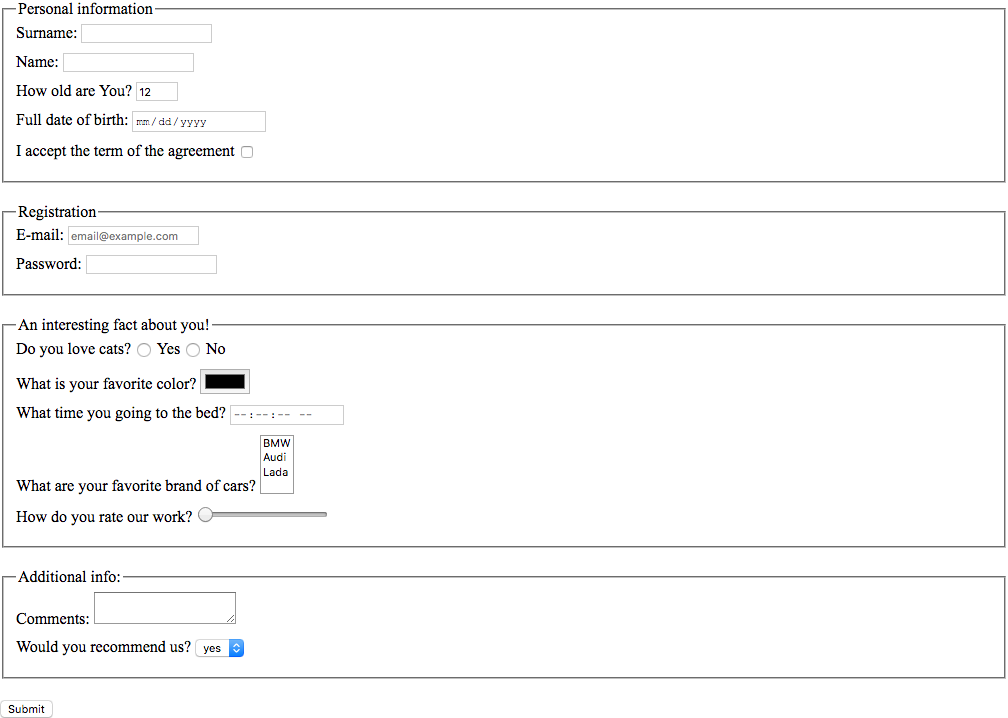 Personal information
Surname:
Name:
How old are You? 12
Full date of birth: mm/dd/yyyy
I accept the term of the agreement
Registration
E-mail: email@example.com
Password:
An interesting fact about you!
Do you love cats? Yes No
What is your favorite color?
What time you going to the bed? --:--:-- --
BMW
Audi
Lada
What are your favorite brand of cars?
How do you rate our work?
Additional info:
Comments:
Would you recommend us? yes
Submit